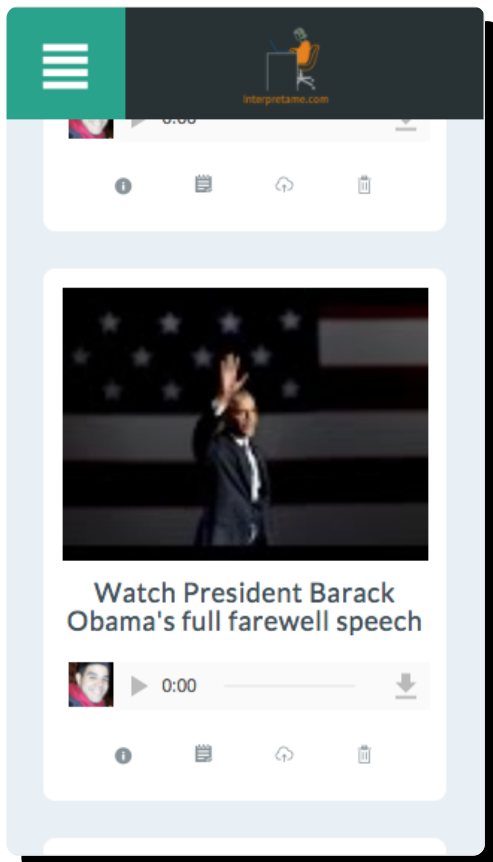 interpretame.com
0:00
Watch President Barack
Obama's full farewell speech
0:00